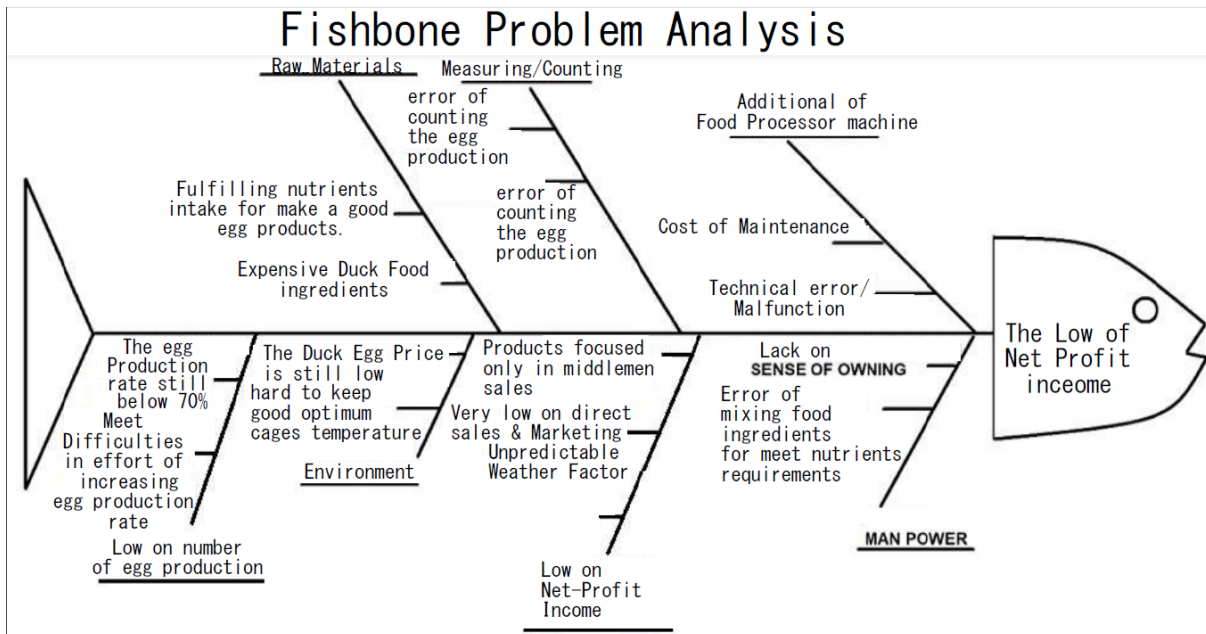 Fishbone Problem Analysis
Raw Materials
Fulfilling nutrients
intake for make a good
egg products.
Expensive Duck Food
ingredients
Measuring/Counting
error of
counting
the egg
production
error of
counting
the egg
production
Additional of
Food Processor machine
Cost of Maintenance
Technical error/
Malfunction
The Low of
Net Profit
inceome
The egg
Production
rate still
below 70%
Meet
Difficulties
in effort of
increasing
egg production
rate
Low on number
of egg production
The Duck Egg Price
is still low
hard to keep
good optimum
cages temperature
Environment
Products focused
only in middlemen
sales
Very low on direct
sales & Marketing
Unpredictable
Weather Factor
Low on
Net-Profit
Income
Lack on
SENSE OF OWNING
Error of
mixing food
ingredients
for meet nutrients
requirements
MAN POWER